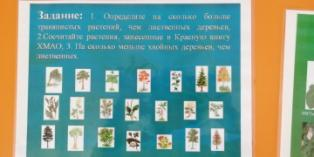 Задание: 1. Определите на сколько больше
травянистых растений, чем лиственных деревьев,
2.Сосчитайте растения, занесенные в Красную книгу
ХМАО, 3. На сколько меньше хвойных деревьев, чем
лиственных.